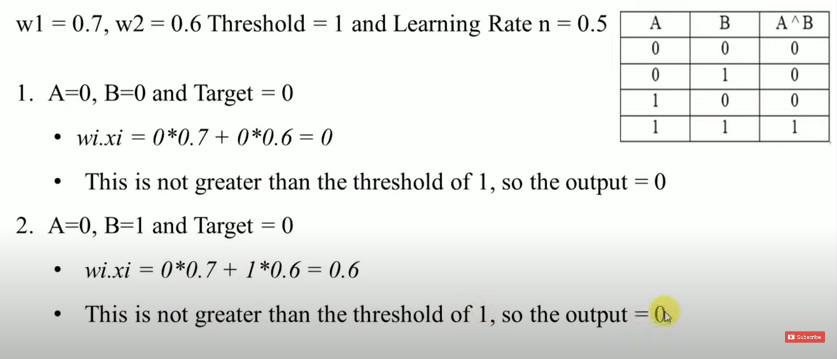 w1 = 0.7, w2 = 0.6 Threshold = 1 and Learning Rate n = 0.5
A B A^B
0 0 0
0 1 0
1 0 0
1 1 1
1. A=0, B=0 and Target = 0
• wi.xi = 0*0.7 + 0*0.6 = 0
• This is not greater than the threshold of 1, so the output = 0
2. A=0, B=1 and Target = 0
• wi.xi = 0*0.7 + 1*0.6 = 0.6
• This is not greater than the threshold of 1, so the output = 0
Subscribe